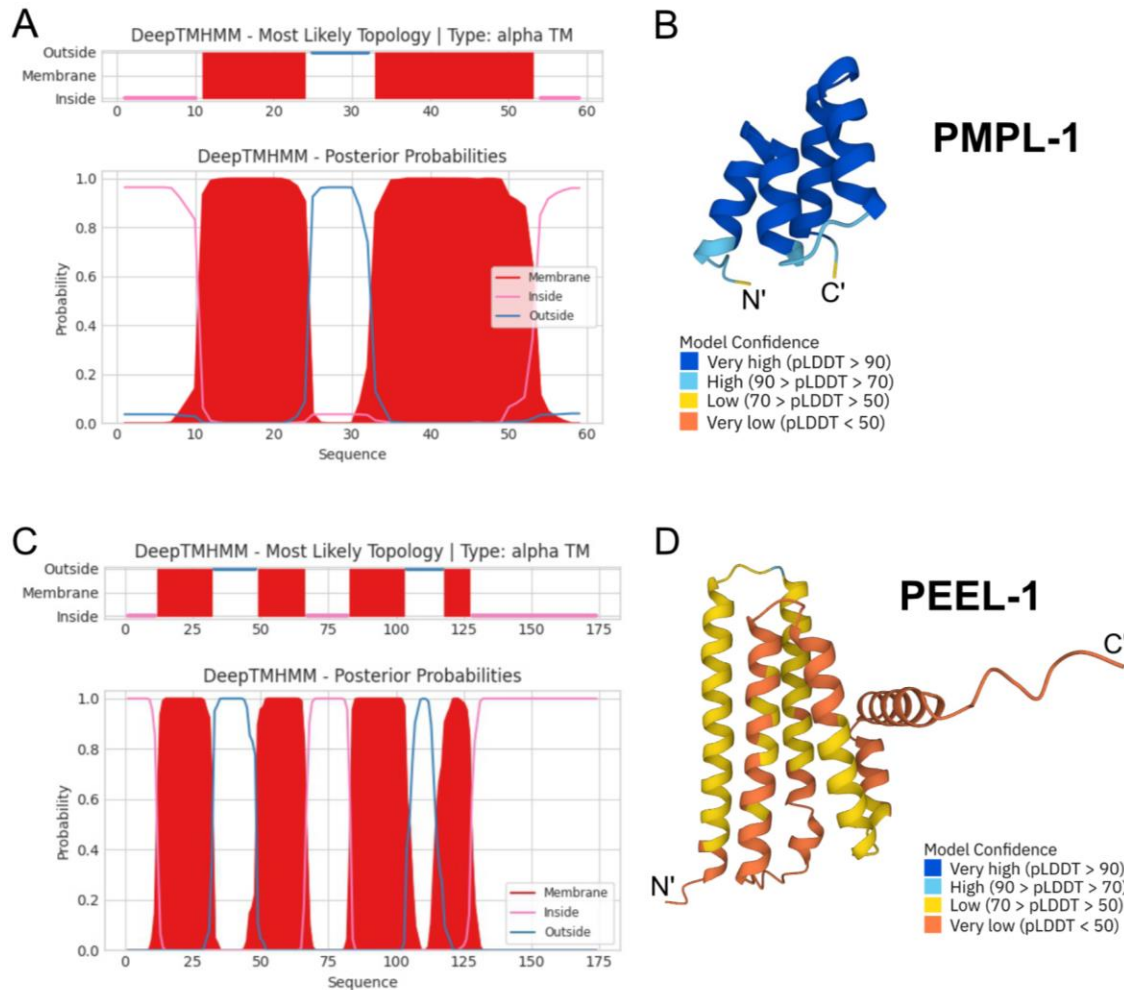 A
DeepTMHMM - Most Likely Topology | Type: alpha TM
Outside
Membrane
Inside
0 10 20 30 40 50 60
DeepTMHMM - Posterior Probabilities
1.0
0.8
0.6
0.4
0.2
0.0
Probability
Membrane
Inside
Outside
0 10 20 30 40 50 60
Sequence
B
PMPL-1
N'
C'
Model Confidence
Very high (pLDDT > 90)
High (90 > pLDDT > 70)
Low (70 > pLDDT > 50)
Very low (pLDDT < 50)
C
DeepTMHMM - Most Likely Topology | Type: alpha TM
Outside
Membrane
Inside
0 25 50 75 100 125 150 175
DeepTMHMM - Posterior Probabilities
1.0
0.8
0.6
0.4
0.2
0.0
Probability
Membrane
Inside
Outside
0 25 50 75 100 125 150 175
Sequence
D
PEEL-1
C'
N'
Model Confidence
Very high (pLDDT > 90)
High (90 > pLDDT > 70)
Low (70 > pLDDT > 50)
Very low (pLDDT < 50)